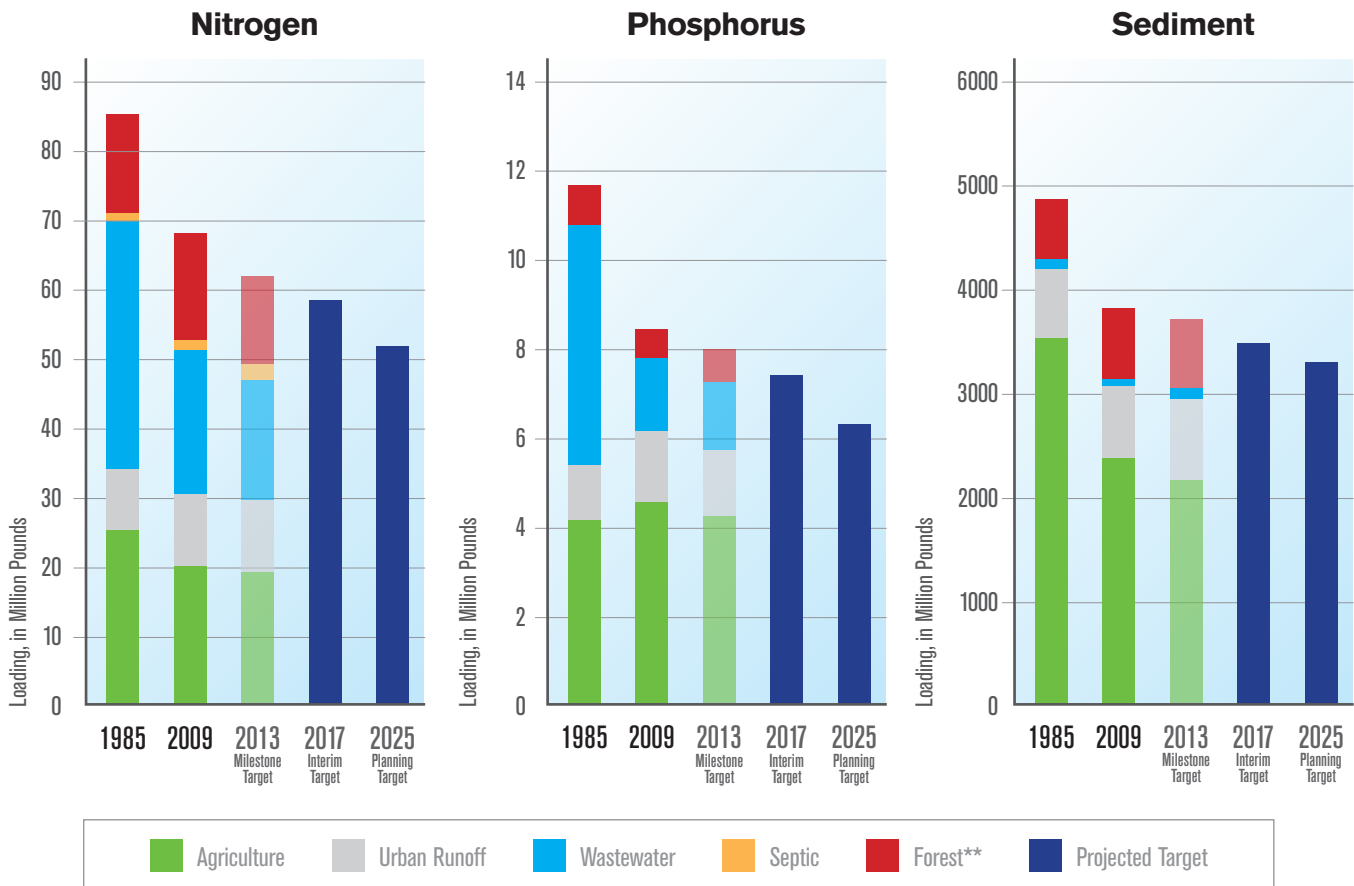 Nitrogen
Loading, in Million Pounds
90
80
70
60
50
40
30
20
10
0
1985
2009
2013
Milestone
Target
2017
Interim
Target
2025
Planning
Target
Phosphorus
Loading, in Million Pounds
14
12
10
8
6
4
2
0
1985
2009
2013
Milestone
Target
2017
Interim
Target
2025
Planning
Target
Sediment
Loading, in Million Pounds
6000
5000
4000
3000
2000
1000
0
1985
2009
2013
Milestone
Target
2017
Interim
Target
2025
Planning
Target
Agriculture
Urban Runoff
Wastewater
Septic
Forest**
Projected Target